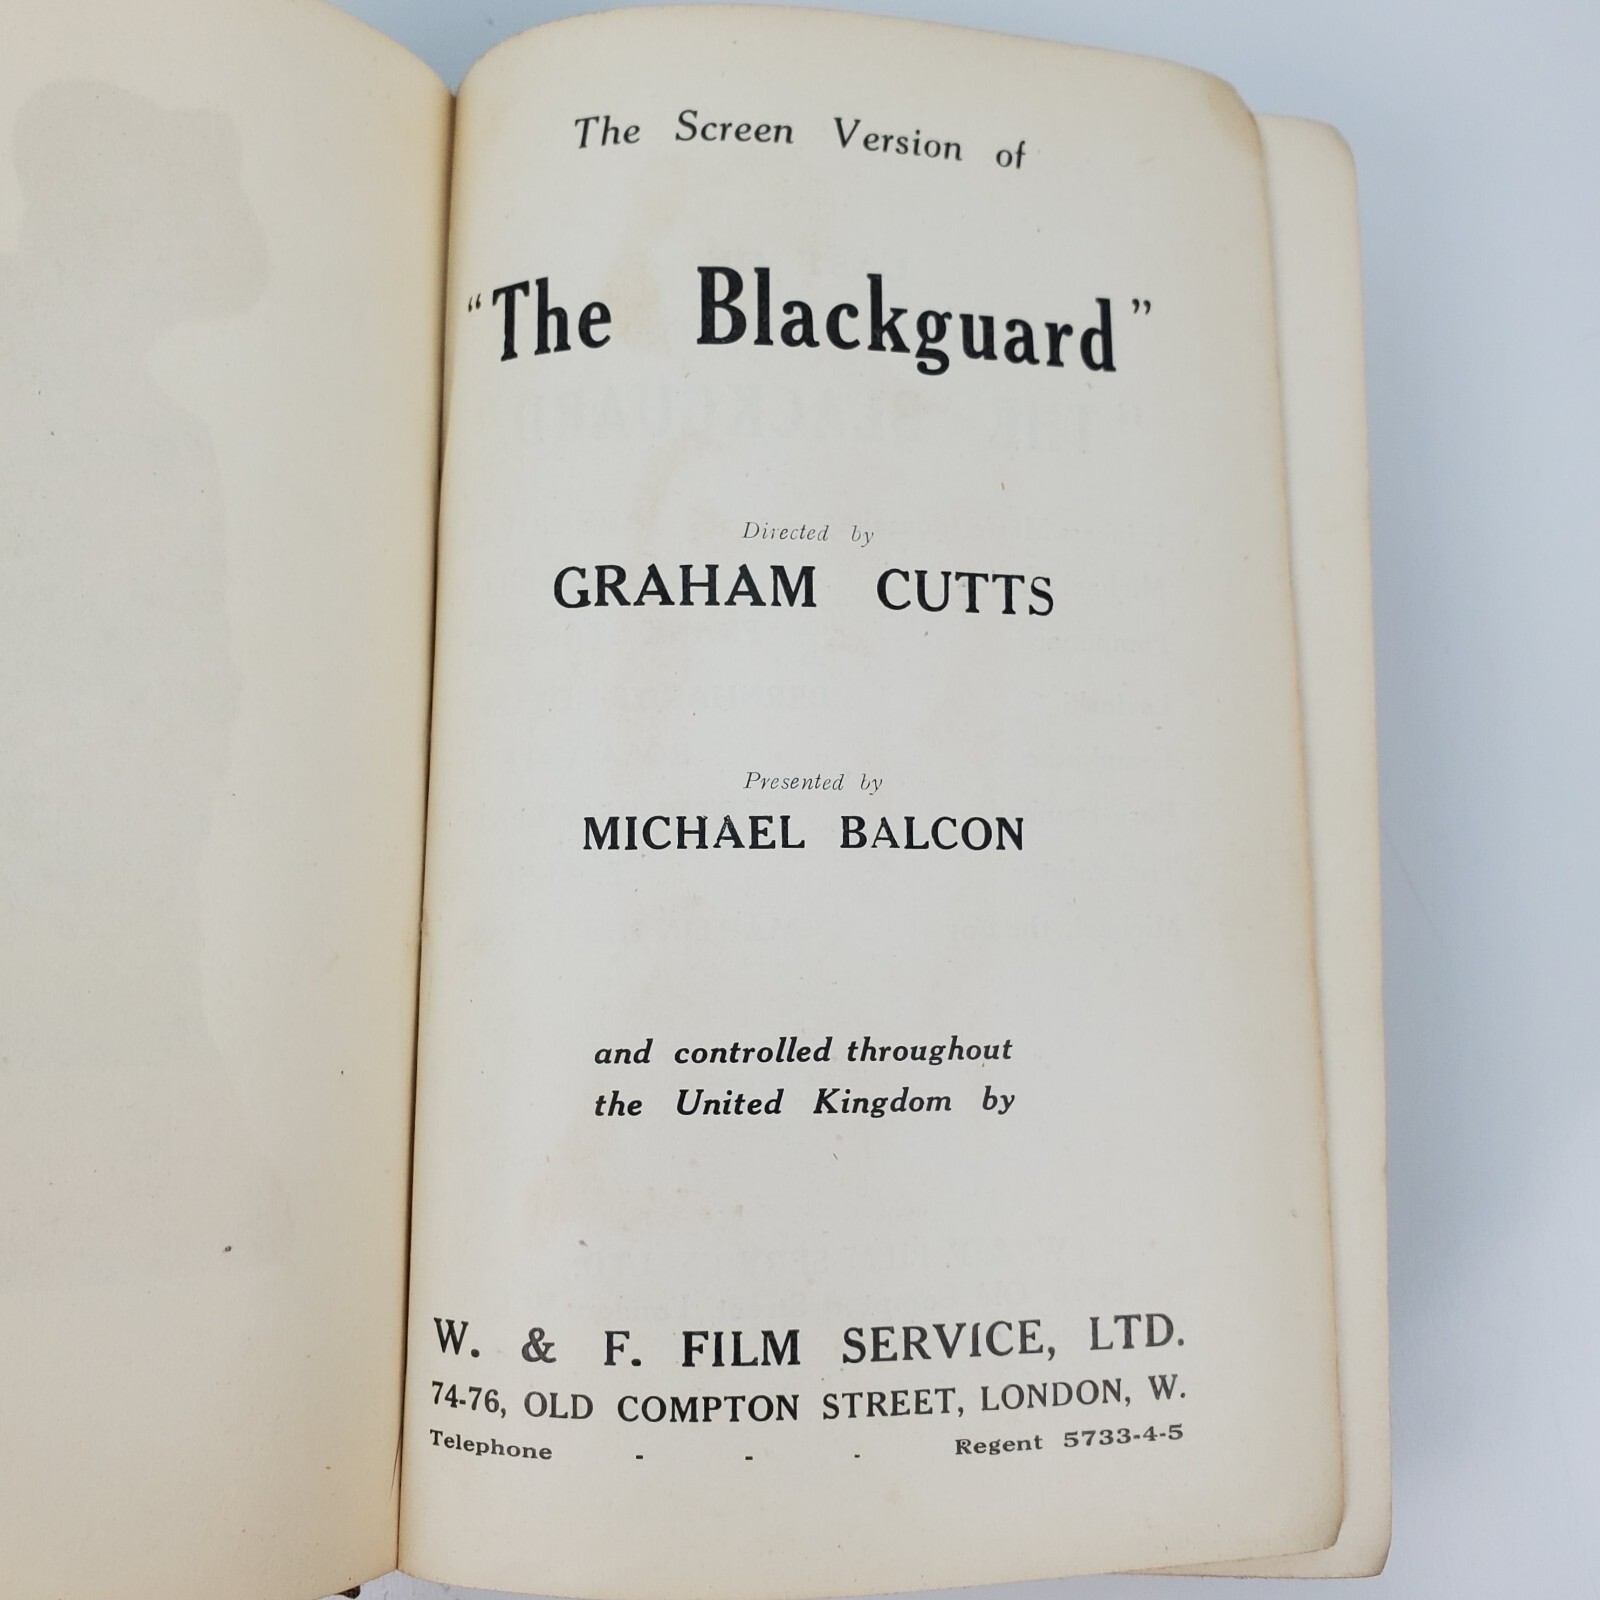 The Screen Version of
"The Blackguard"
Directed by
GRAHAM CUTTS
Presented by
MICHAEL BALCON
and controlled throughout
the United Kingdom by
W. & F. FILM SERVICE, LTD.
74-76, OLD COMPTON STREET, LONDON, W.
Telephone - - - Regent 5733-4-5